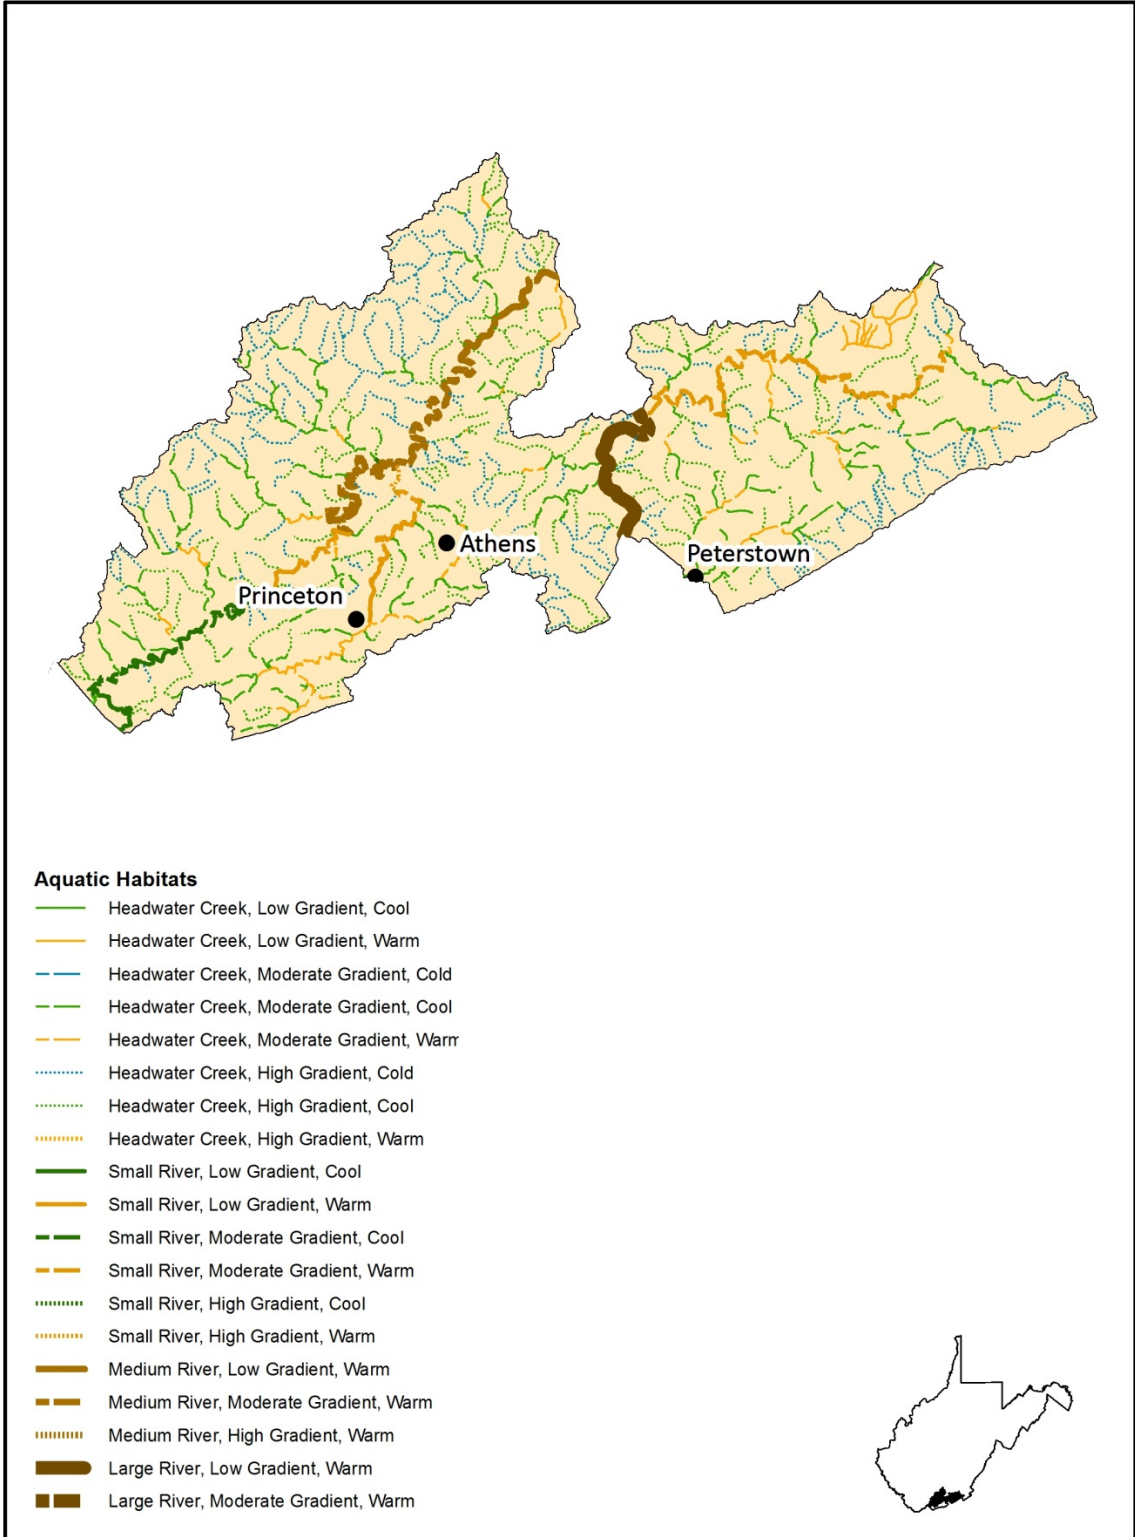 Athens
Peterstown
Princeton
Aquatic Habitats
Headwater Creek, Low Gradient, Cool
Headwater Creek, Low Gradient, Warm
Headwater Creek, Moderate Gradient, Cold
Headwater Creek, Moderate Gradient, Cool
Headwater Creek, Moderate Gradient, Warm
Headwater Creek, High Gradient, Cold
Headwater Creek, High Gradient, Cool
Headwater Creek, High Gradient, Warm
Small River, Low Gradient, Cool
Small River, Low Gradient, Warm
Small River, Moderate Gradient, Cool
Small River, Moderate Gradient, Warm
Small River, High Gradient, Cool
Small River, High Gradient, Warm
Medium River, Low Gradient, Warm
Medium River, Moderate Gradient, Warm
Medium River, High Gradient, Warm
Large River, Low Gradient, Warm
Large River, Moderate Gradient, Warm